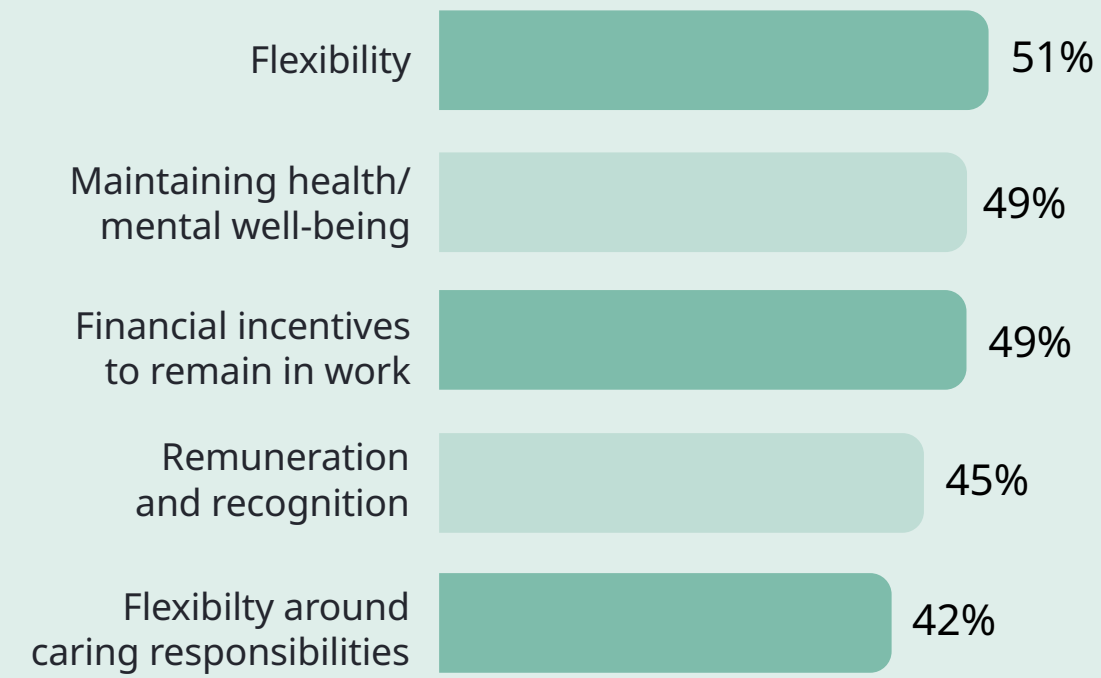 Flexibility
51%
Maintaining health/
mental well-being
49%
Financial incentives
to remain in work
49%
Remuneration
and recognition
45%
Flexibilty around
caring responsibilities
42%